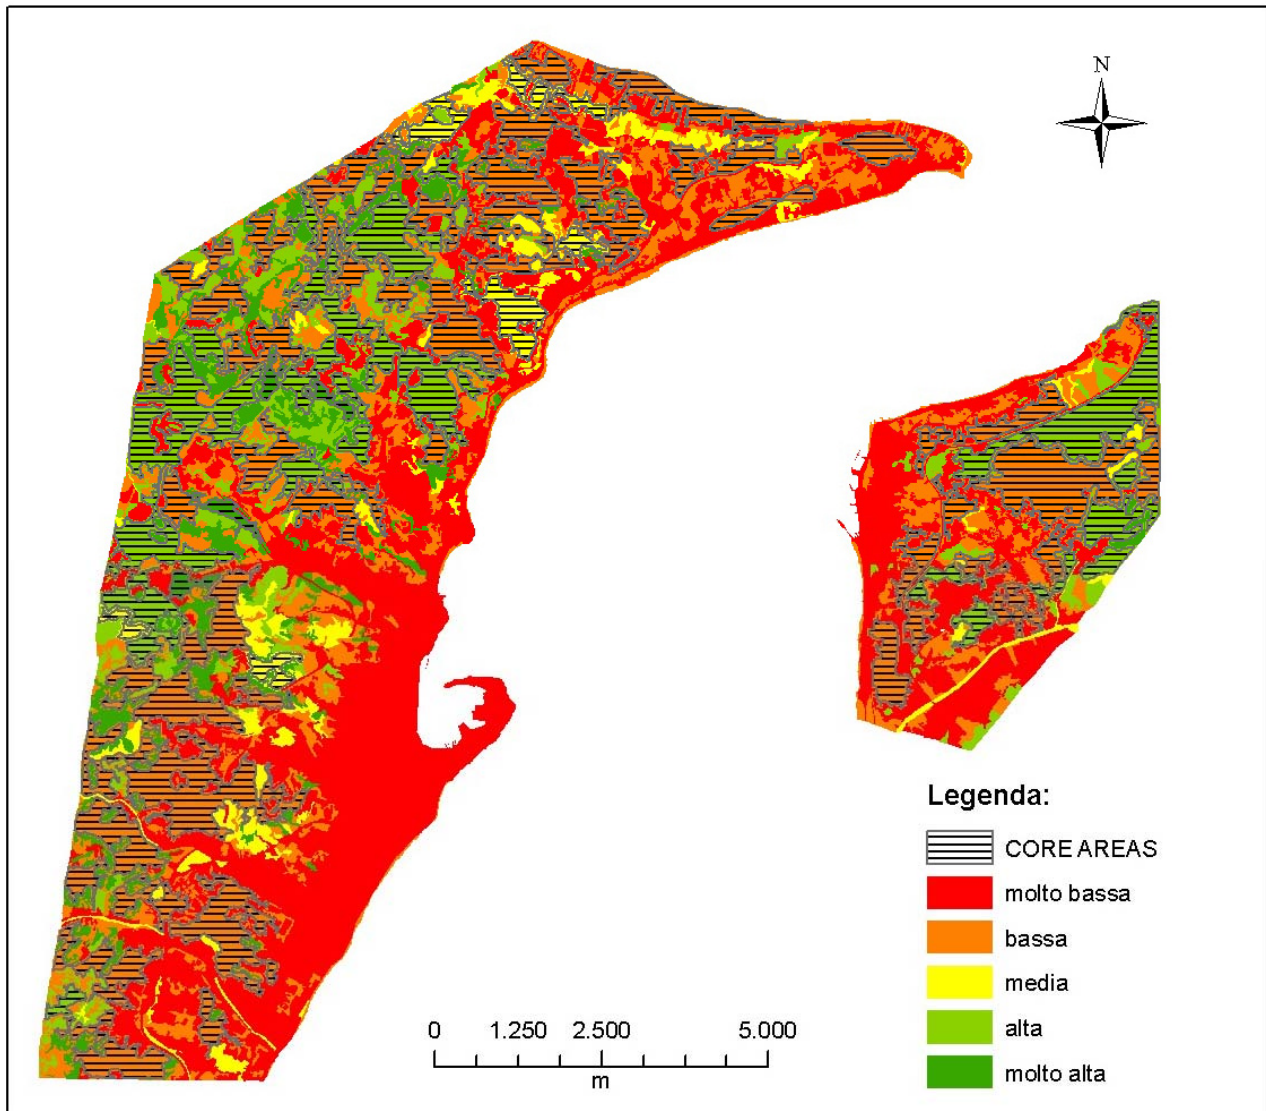 N
Legenda:
CORE AREAS
molto bassa
bassa
media
alta
molto alta
0 1.250 2.500 5.000
m